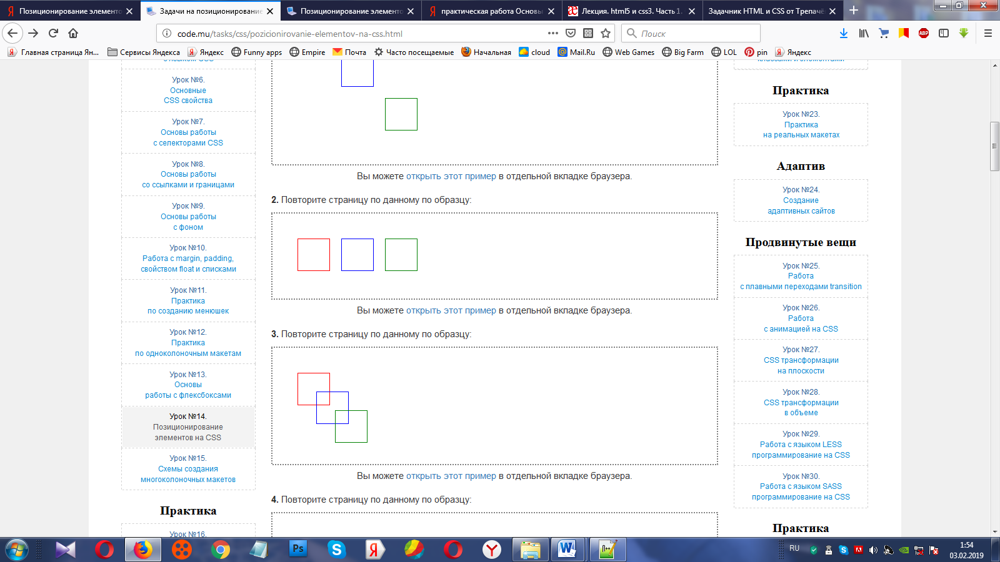 Позиционирование элементо
Задачи на позиционирование
Позиционирование элементо
практическая работа Основы
Лекция. html5 и css3. Часть 1.
Задачник HTML и CSS от Трепачё
code.mu/tasks/css/pozicionirovanie-elementov-na-css.html
Поиск
ABP
Главная страница Ян...
Сервисы Яндекса
Яндекс
Funny apps
Empire
Почта
Часто посещаемые
Начальная
cloud
Mail.Ru
Web Games
Big Farm
LOL
pin
Яндекс
Урок №6.
Основные
CSS свойства
Урок №7.
Основы работы
с селекторами CSS
Урок №8.
Основы работы
со ссылками и границами
Урок №9.
Основы работы
с фоном
Урок №10.
Работа с margin, padding,
свойством float и списками
Урок №11.
Практика
по созданию менюшек
Урок №12.
Практика
по одноколоночным макетам
Урок №13.
Основы
работы с флексбоксами
Урок №14.
Позиционирование
элементов на CSS
Урок №15.
Схемы создания
многоколоночных макетов
Практика
Урок №16.
Вы можете открыть этот пример в отдельной вкладке браузера.
2. Повторите страницу по данному по образцу:
Вы можете открыть этот пример в отдельной вкладке браузера.
3. Повторите страницу по данному по образцу:
Вы можете открыть этот пример в отдельной вкладке браузера.
4. Повторите страницу по данному по образцу:
Практика
Урок №23.
Практика
на реальных макетах
Адаптив
Урок №24.
Создание
адаптивных сайтов
Продвинутые вещи
Урок №25.
Работа
с плавными переходами transition
Урок №26.
Работа
с анимацией на CSS
Урок №27.
CSS трансформации
на плоскости
Урок №28.
CSS трансформации
в объеме
Урок №29.
Работа с языком LESS
программирование на CSS
Урок №30.
Работа с языком SASS
программирование на CSS
Практика
Ps
RU
1:54
03.02.2019